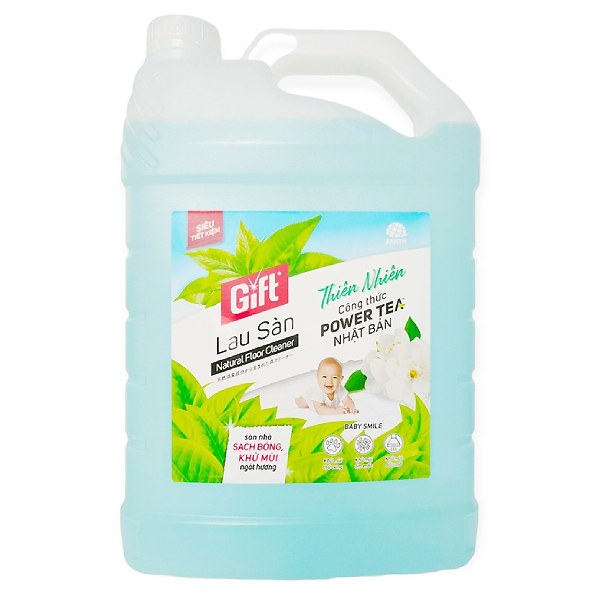 SIÊU
TIẾT KIỆM
Gift
Lau Sàn
Natural Floor Cleaner
Thiên Nhiên
Công thức
POWER TEA
NHẬT BẢN
BABY SMILE
sàn nhà
SẠCH BÓNG,
KHỬ MÙI
ngát hương